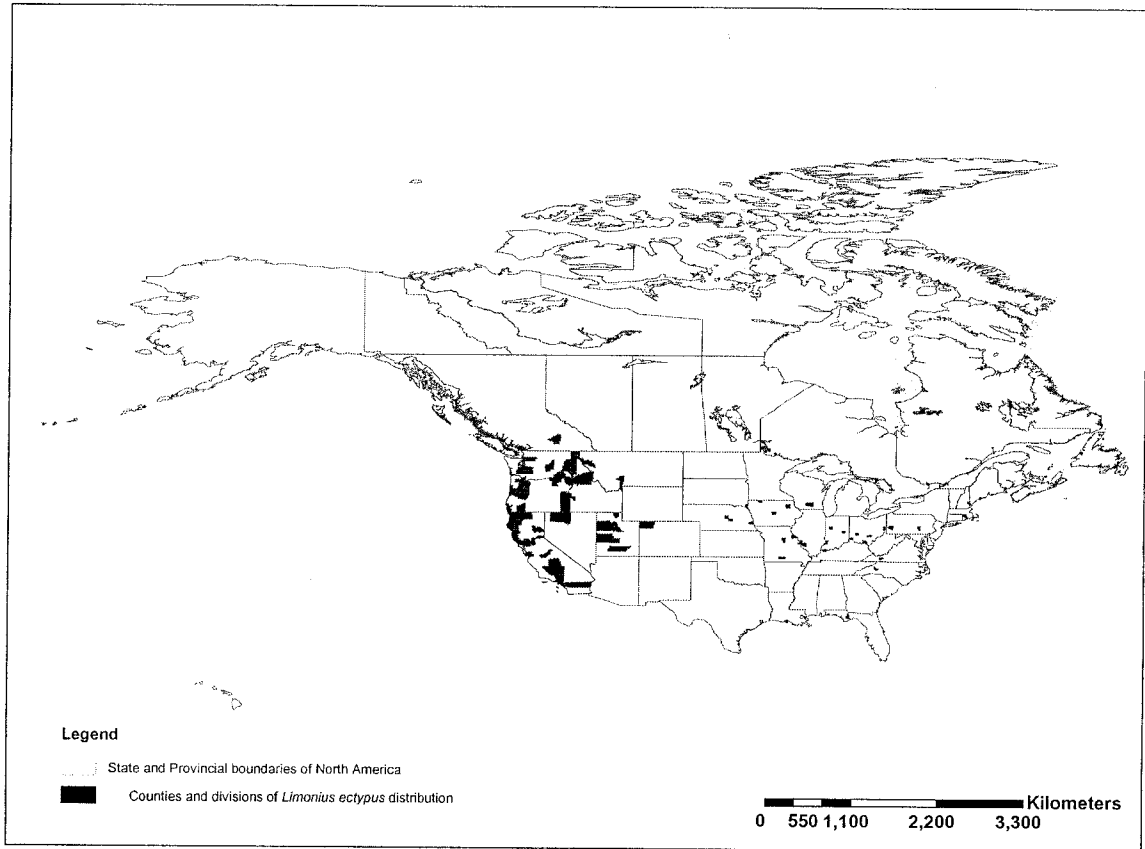 Legend
State and Provincial boundaries of North America
Counties and divisions of Limonius ectypus distribution
Kilometers
0 550 1,100 2,200 3,300